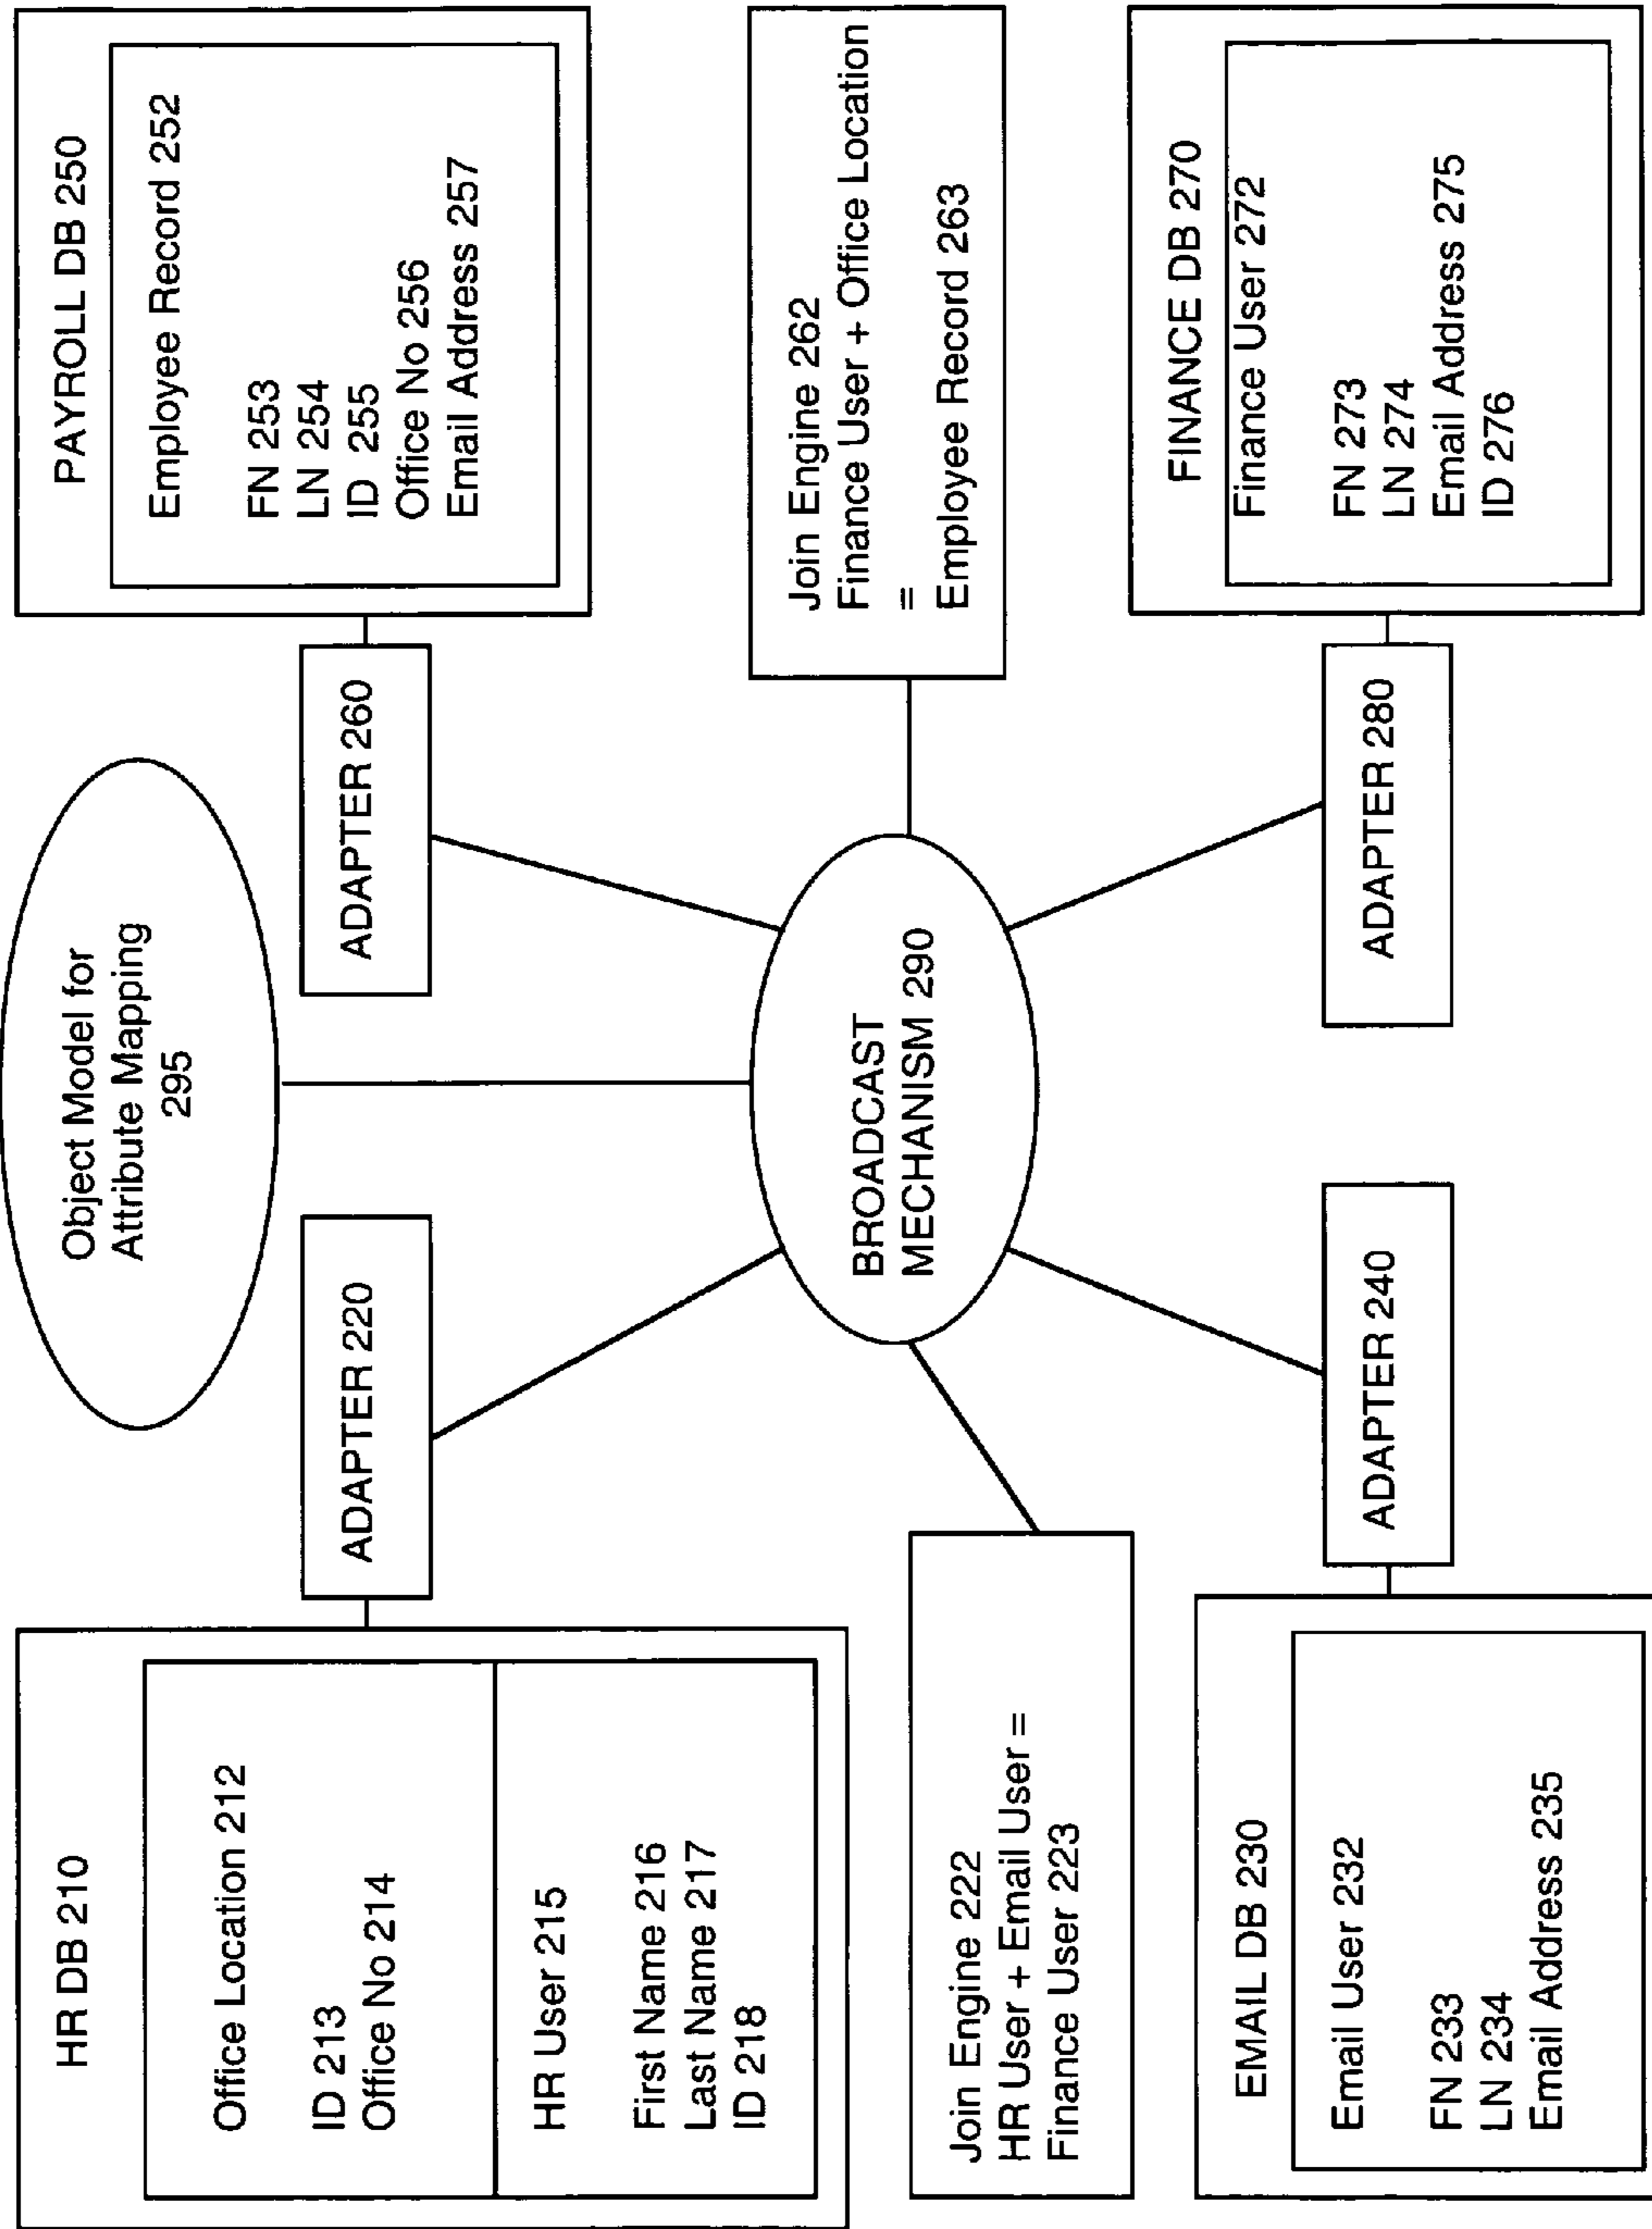 HR DB 210
Office Location 212
ID 213
Office No 214
HR User 215
First Name 216
Last Name 217
ID 218
ADAPTER 220
Object Model for
Attribute Mapping
295
ADAPTER 260
PAYROLL DB 250
Employee Record 252
FN 253
LN 254
ID 255
Office No 256
Email Address 257
Join Engine 222
HR User + Email User =
Finance User 223
BROADCAST
MECHANISM 290
Join Engine 262
Finance User + Office Location
=
Employee Record 263
EMAIL DB 230
Email User 232
FN 233
LN 234
Email Address 235
ADAPTER 240
ADAPTER 280
FINANCE DB 270
Finance User 272
FN 273
LN 274
Email Address 275
ID 276